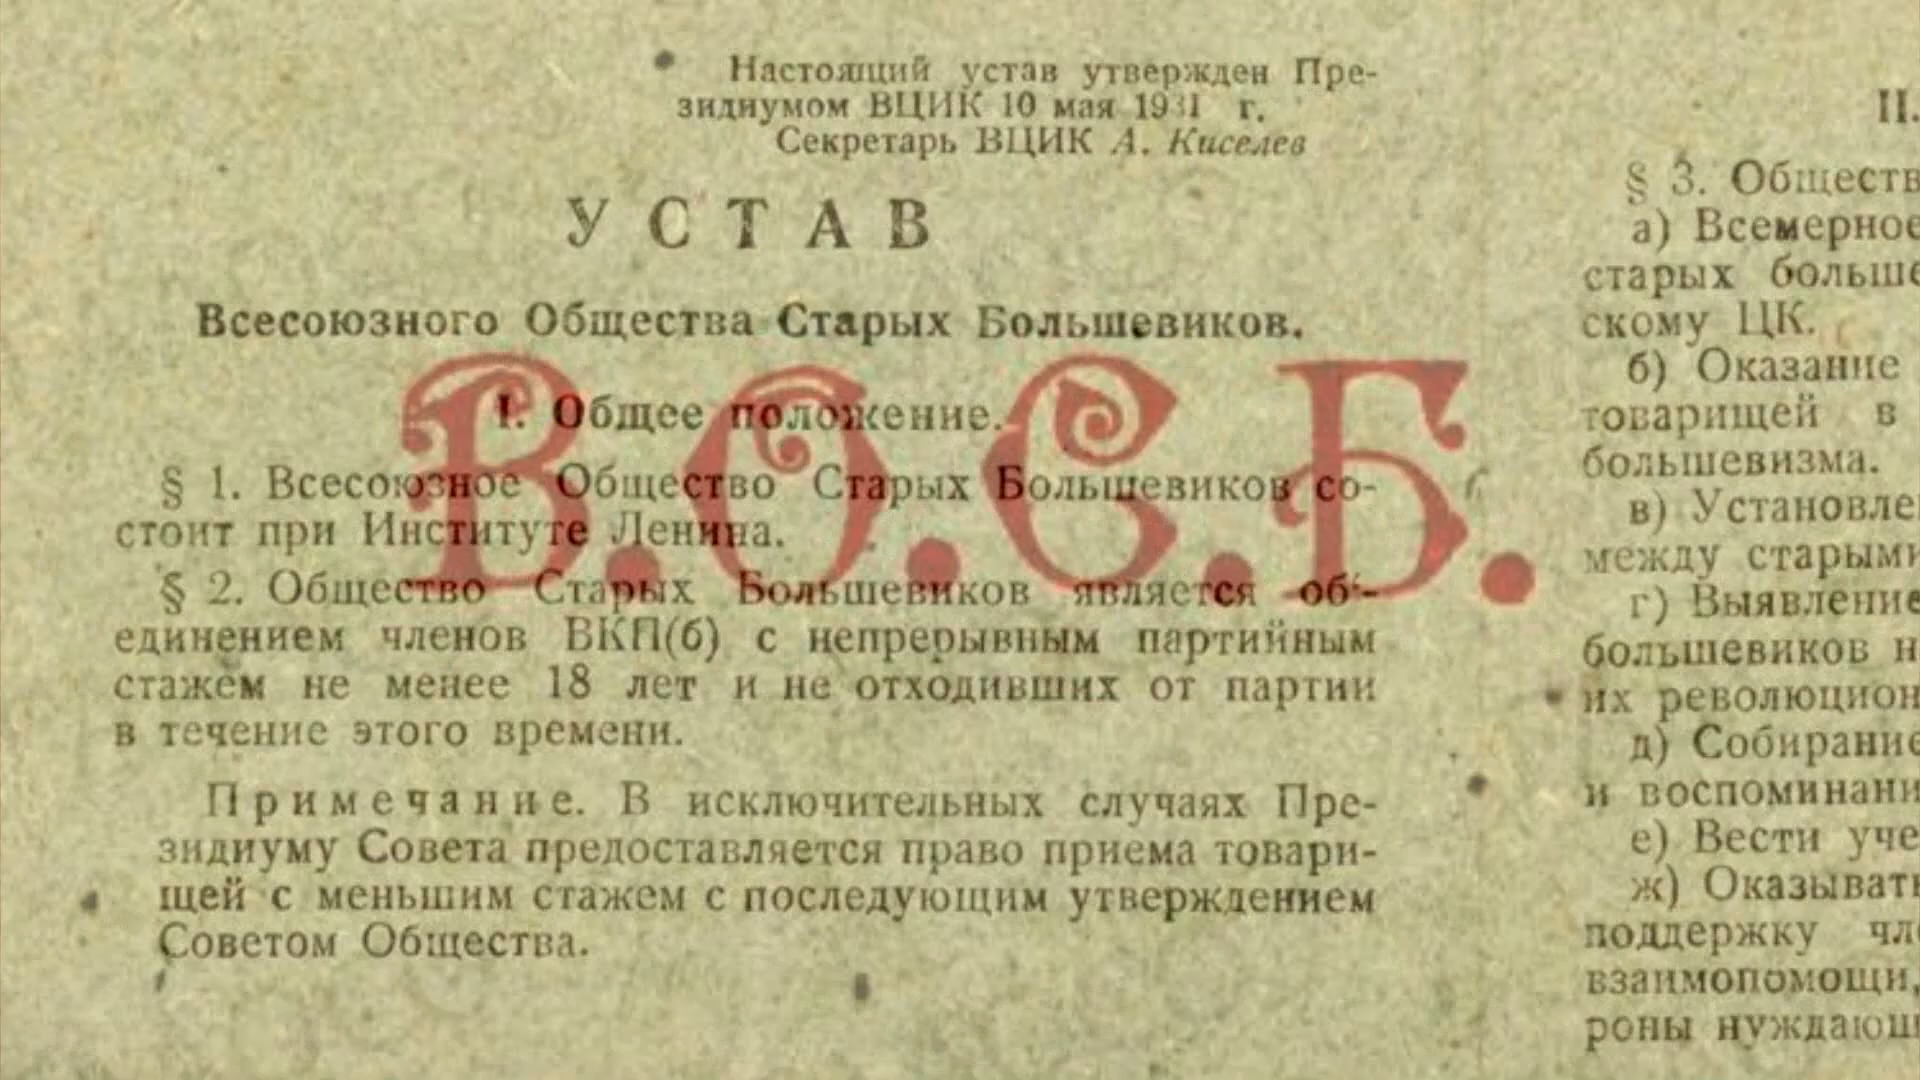 Настоящий устав утвержден Пре-
зидиумом ВЦИК 10 мая 1931 г.
Секретарь ВЦИК А. Киселев
УСТАВ
Всесоюзного Общества Старых Большевиков.
В.О.С.Б.
I. Общее положение.
§ 1. Всесоюзное Общество Старых Большевиков со-
стоит при Институте Ленина.
§ 2. Общество Старых Большевиков является об'-
единением членов ВКП(б) с непрерывным партийным
стажем не менее 18 лет и не отходивших от партии
в течение этого времени.
Примечание. В исключительных случаях Пре-
зидиуму Совета предоставляется право приема товари-
щей с меньшим стажем с последующим утверждением
Советом Общества.
II.
§ 3. Обществ
а) Всемерное
старых больше
скому ЦК.
б) Оказание
товарищей в
большевизма.
в) Установле
между старыми
г) Выявление
большевиков н
их революцион
д) Собирание
и воспоминани
е) Вести уче
ж) Оказывать
поддержку чле
взаимопомощи,
роны нуждающ